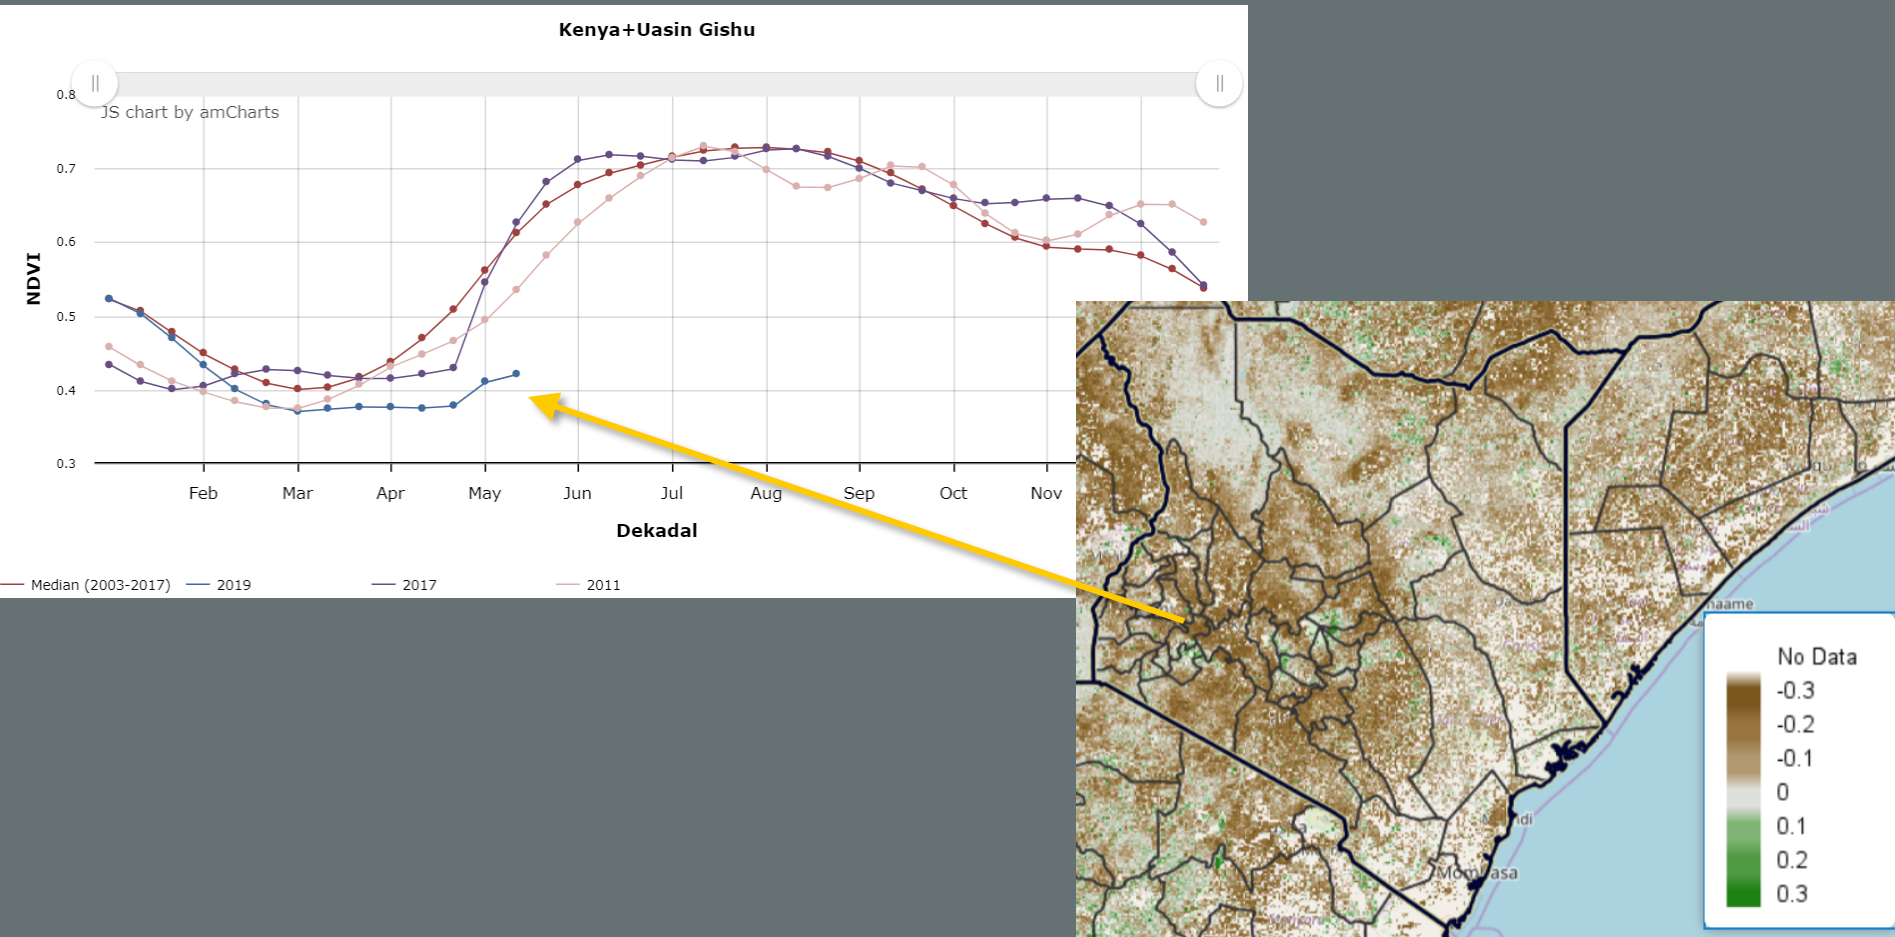 Kenya+Uasin Gishu
0.8
JS chart by amCharts
0.7
0.6
0.5
0.4
0.3
NDVI
Feb Mar Apr May Jun Jul Aug Sep Oct Nov
Dekadal
Median (2003-2017) 2019 2017 2011
naame
No Data
-0.3
-0.2
-0.1
0
0.1
0.2
0.3